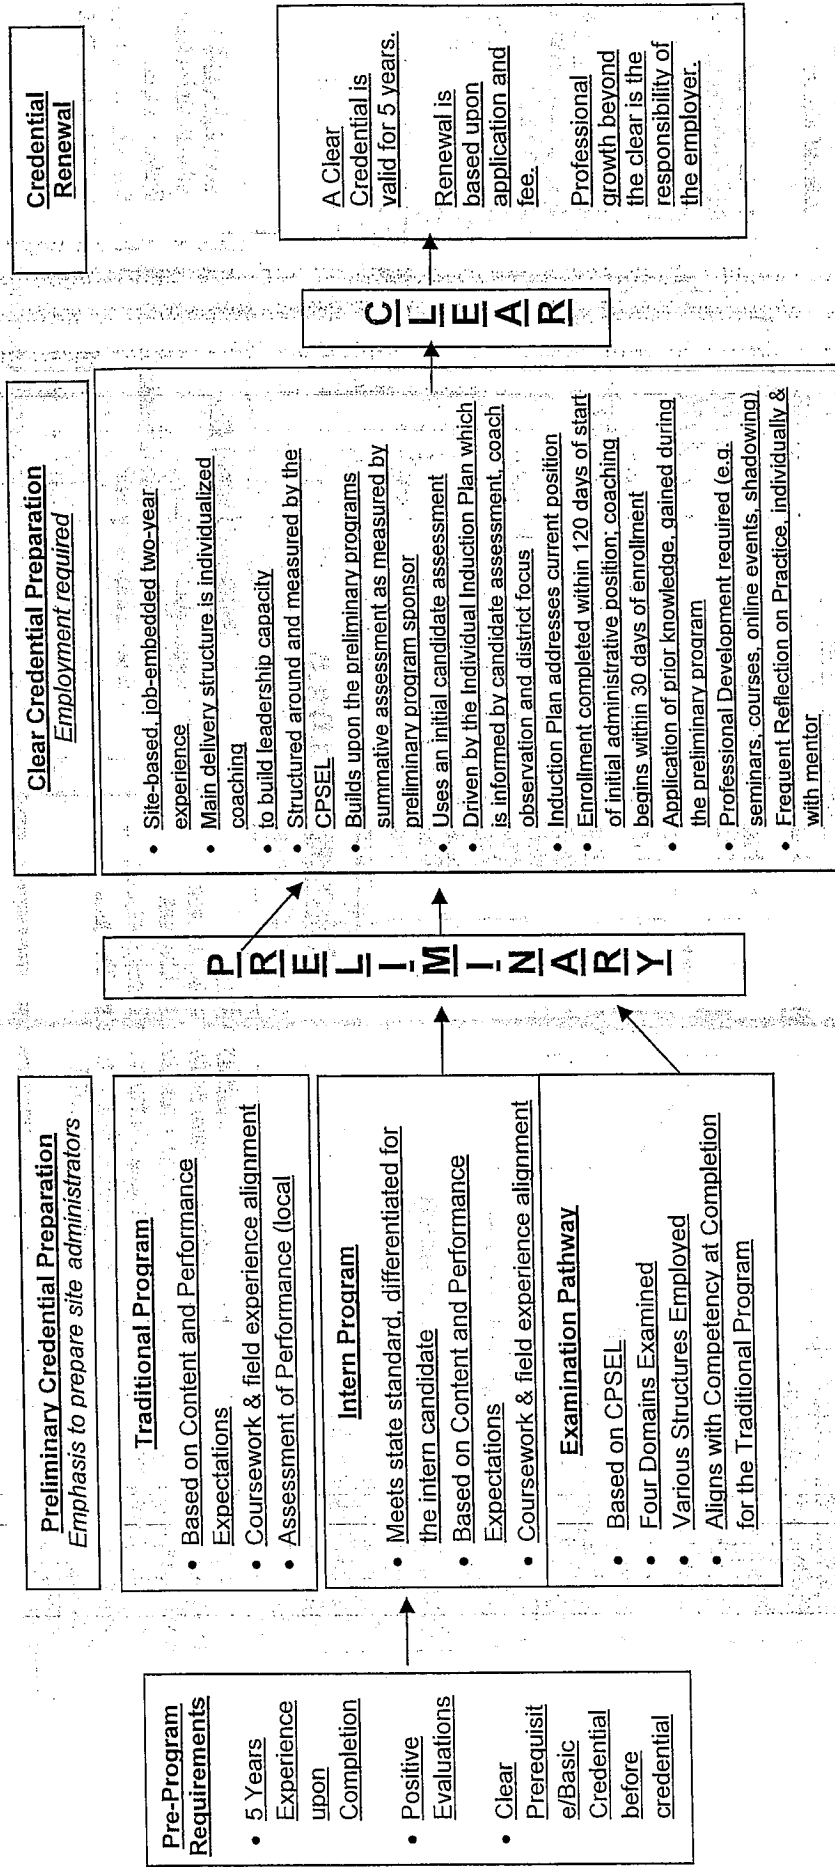 Pre-Program
Requirements
• 5 Years
Experience
upon
Completion
• Positive
Evaluations
• Clear
Prerequisit
e/Basic
Credential
before
credential
Preliminary Credential Preparation
Emphasis to prepare site administrators
Traditional Program
• Based on Content and Performance
Expectations
• Coursework & field experience alignment
• Assessment of Performance (local
Intern Program
• Meets state standard, differentiated for
the intern candidate
• Based on Content and Performance
Expectations
• Coursework & field experience alignment
Examination Pathway
• Based on CPSEL
• Four Domains Examined
• Various Structures Employed
• Aligns with Competency at Completion
for the Traditional Program
P
R
E
L
I
M
I
N
A
R
Y
Clear Credential Preparation
Employment required
• Site-based, job-embedded two-year
experience
• Main delivery structure is individualized
coaching
• to build leadership capacity
• Structured around and measured by the
CPSEL
• Builds upon the preliminary programs
summative assessment as measured by
preliminary program sponsor
• Uses an initial candidate assessment
• Driven by the Individual Induction Plan which
is informed by candidate assessment, coach
observation and district focus
• Induction Plan addresses current position
• Enrollment completed within 120 days of start
of initial administrative position; coaching
begins within 30 days of enrollment
• Application of prior knowledge, gained during
the preliminary program
• Professional Development required (e.g.
seminars, courses, online events, shadowing)
• Frequent Reflection on Practice, individually &
with mentor
C
L
E
A
R
Credential
Renewal
A Clear
Credential is
valid for 5 years.
Renewal is
based upon
application and
fee.
Professional
growth beyond
the clear is the
responsibility of
the employer.